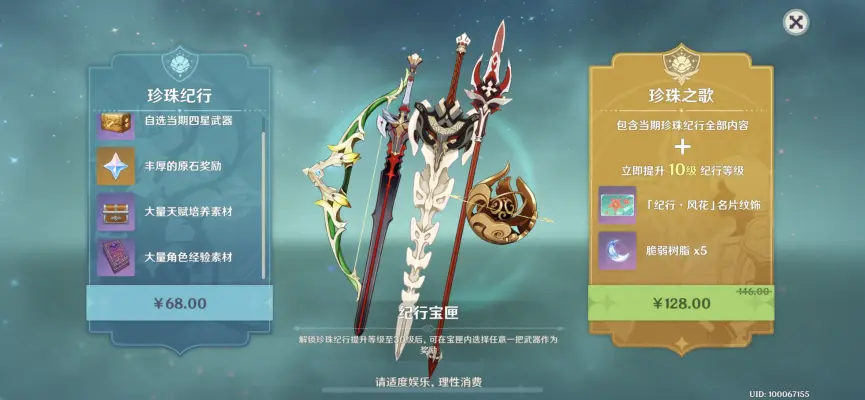 珍珠纪行
自选当期四星武器
丰厚的原石奖励
大量天赋培养素材
大量角色经验素材
￥68.00
纪行宝匣
解锁珍珠纪行提升等级至30级后，可在宝匣内选择任意一把武器作为
奖励
请适度娱乐，理性消费
珍珠之歌
包含当期珍珠纪行全部内容
+
立即提升 10级 纪行等级
「纪行·风花」名片纹饰
脆弱树脂 x5
146.00
￥128.00
UID: 100067155